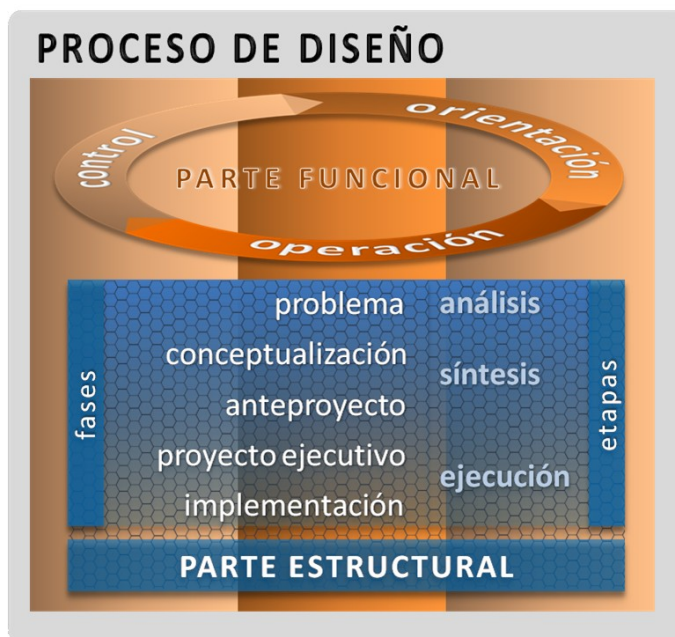 PROCESO DE DISEÑO
control
orientación
PARTE FUNCIONAL
operación
fases
problema
análisis
conceptualización
síntesis
anteproyecto
proyecto ejecutivo
ejecución
implementación
etapas
PARTE ESTRUCTURAL